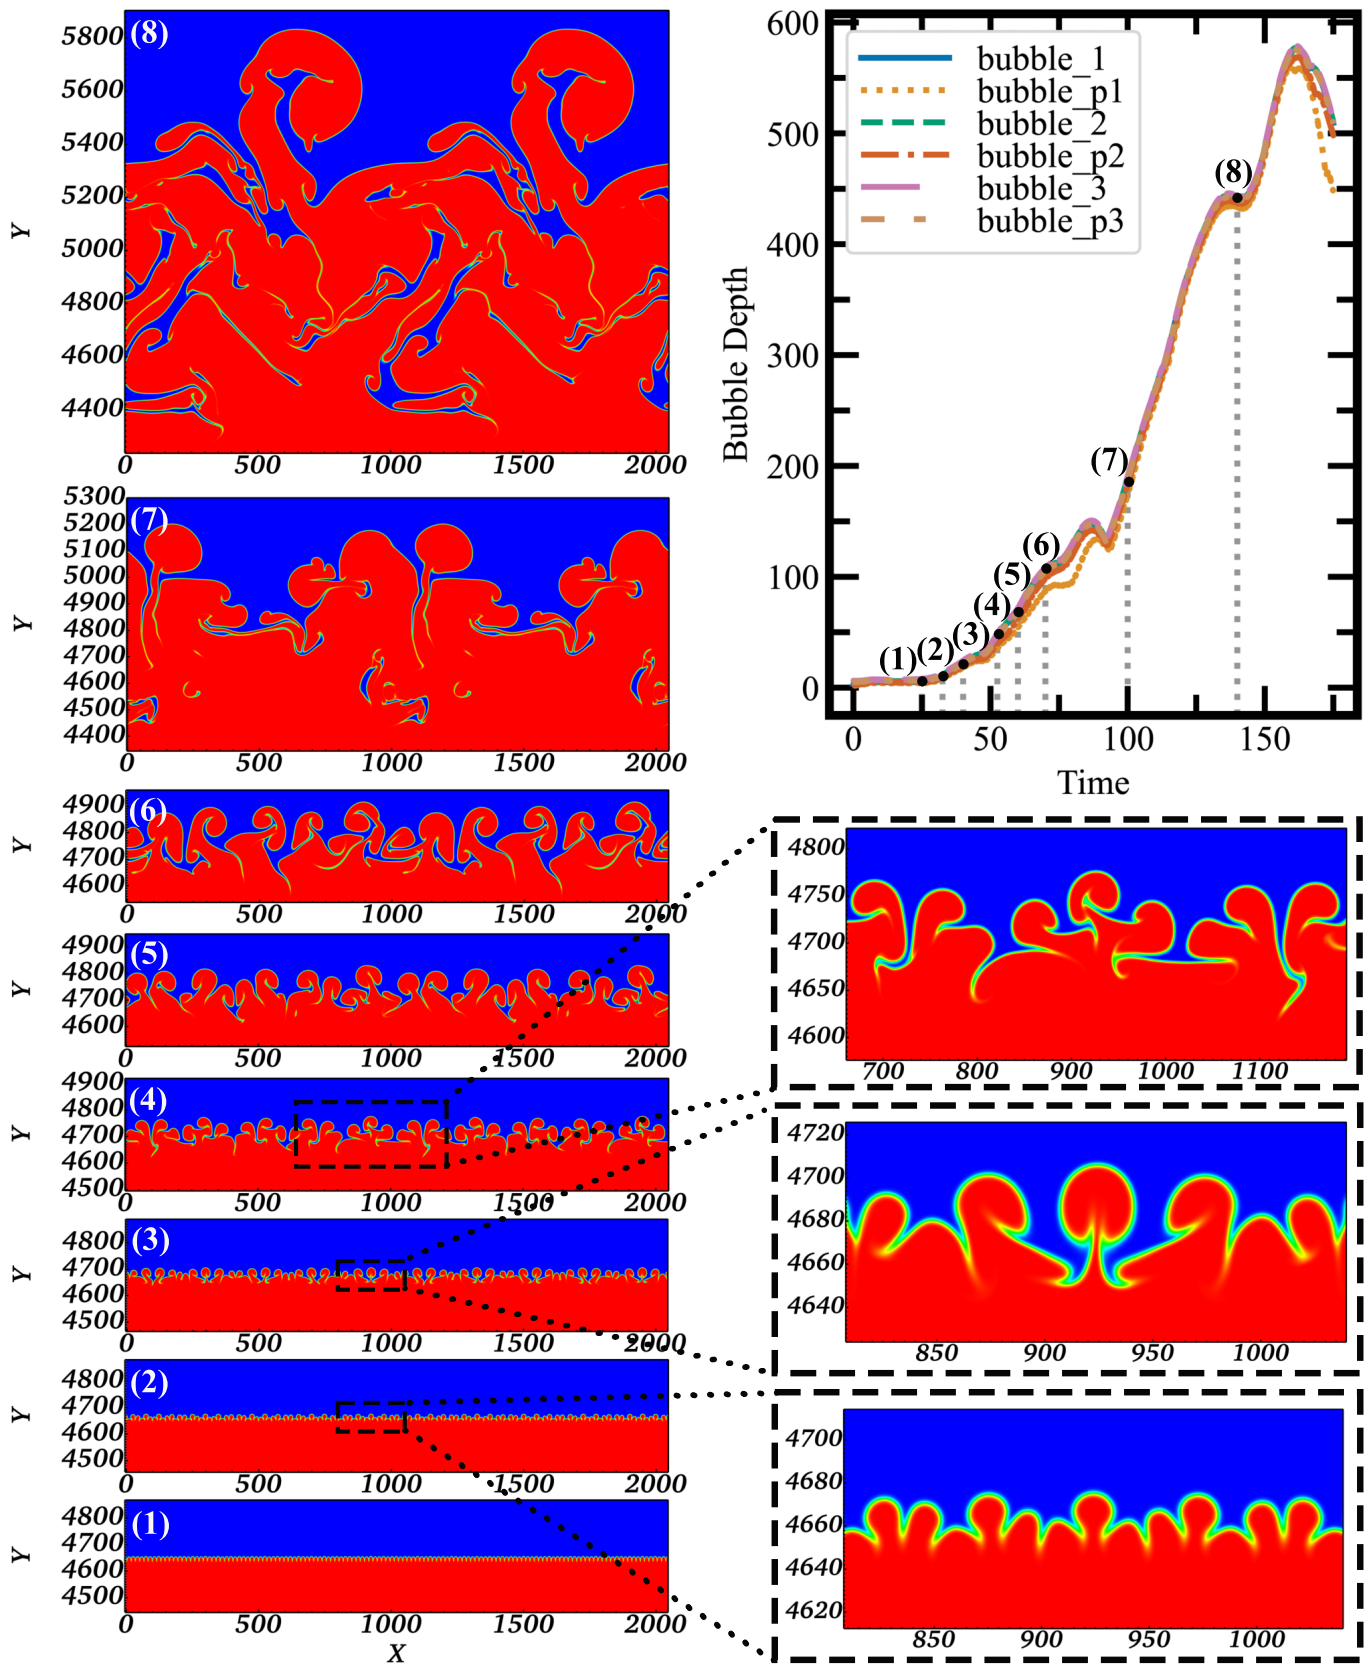 (8)
5800
5600
5400
5200
5000
4800
4600
4400
Y
0 500 1000 1500 2000
(7)
5300
5200
5100
5000
4900
4800
4700
4600
4500
4400
Y
0 500 1000 1500 2000
(6)
4900
4800
4700
4600
Y
0 500 1000 1500 2000
(5)
4900
4800
4700
4600
Y
0 500 1000 1500 2000
(4)
4900
4800
4700
4600
4500
Y
0 500 1000 1500 2000
(3)
4800
4700
4600
4500
Y
0 500 1000 1500 2000
(2)
4800
4700
4600
4500
Y
0 500 1000 1500 2000
(1)
4800
4700
4600
4500
Y
0 500 1000 1500 2000
X
600
500
400
300
200
100
0
Bubble Depth
bubble_1
bubble_p1
bubble_2
bubble_p2
bubble_3
bubble_p3
(8)
(7)
(6)
(5)
(4)
(3)
(2)
(1)
0 50 100 150
Time
4800
4750
4700
4650
4600
700 800 900 1000 1100
4720
4700
4680
4660
4640
850 900 950 1000
4700
4680
4660
4640
4620
850 900 950 1000